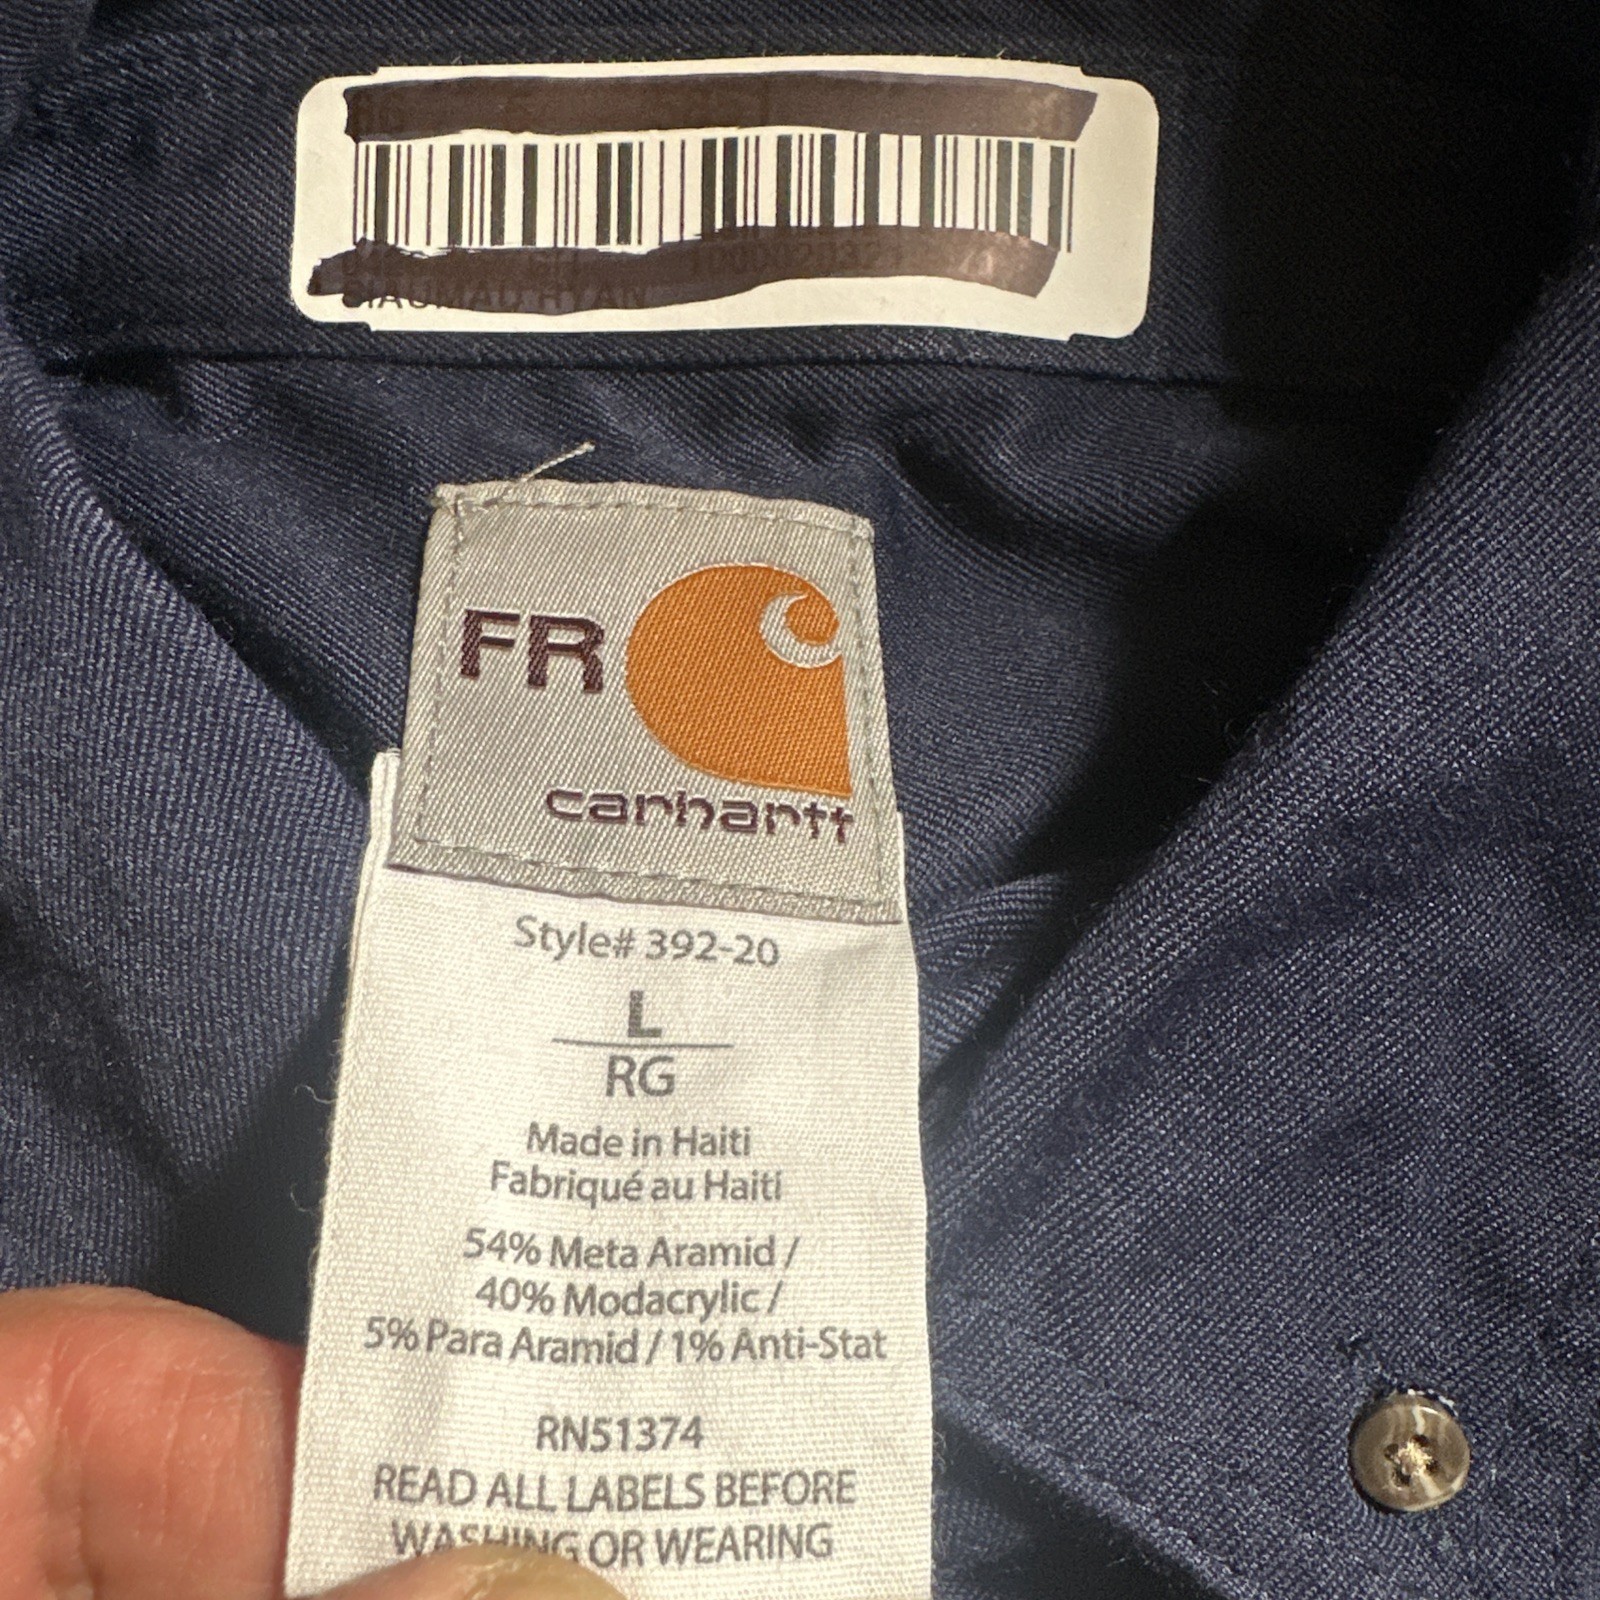 FR
carhartt
Style# 392-20
L
RG
Made in Haiti
Fabriqué au Haiti
54% Meta Aramid /
40% Modacrylic /
5% Para Aramid / 1% Anti-Stat
RN51374
READ ALL LABELS BEFORE
WASHING OR WEARING